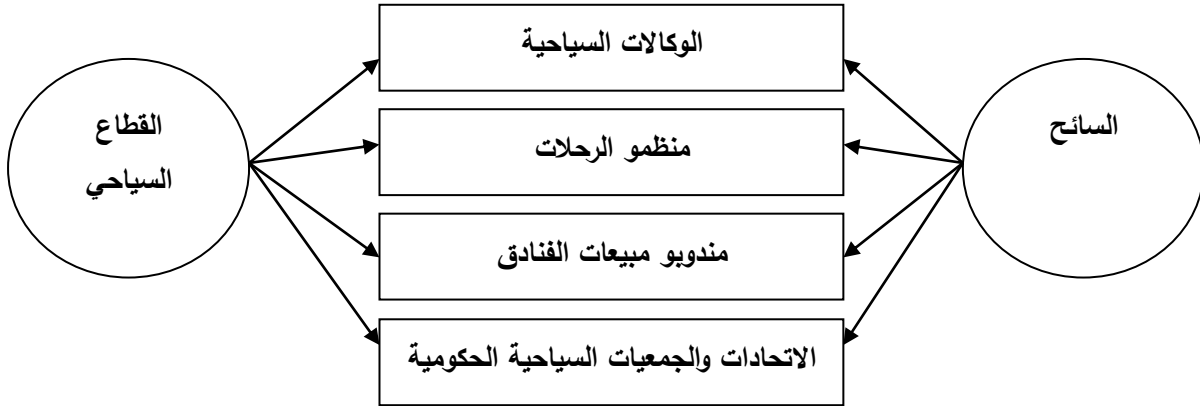 الوكالات السياحية
السائح
القطاع
السياحي
منظمو الرحلات
مندوبو مبيعات الفنادق
الاتحادات والجمعيات السياحية الحكومية